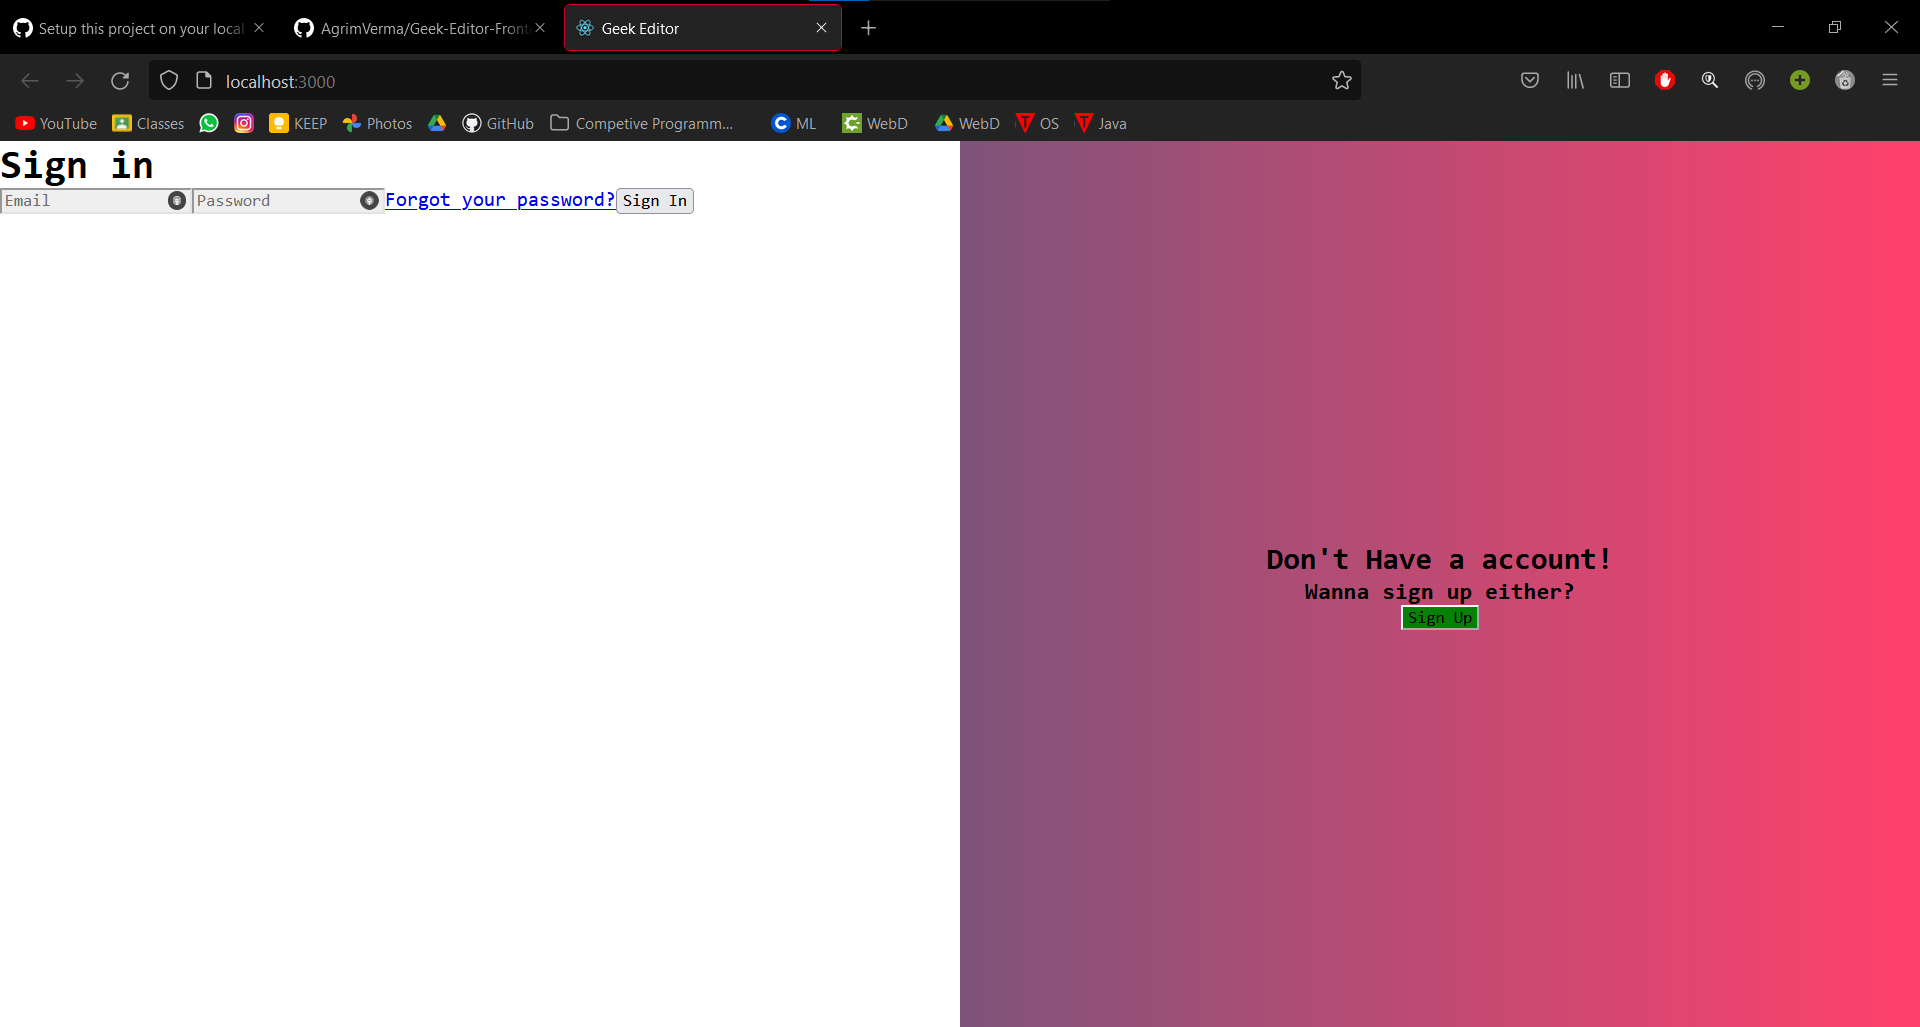 Setup this project on your local
AgrimVerma/Geek-Editor-Front
Geek Editor
localhost:3000
YouTube Classes KEEP Photos GitHub Competive Programm... ML WebD WebD OS Java
Sign in
Email Password Forgot your password? Sign In
Don't Have a account!
Wanna sign up either?
Sign Up